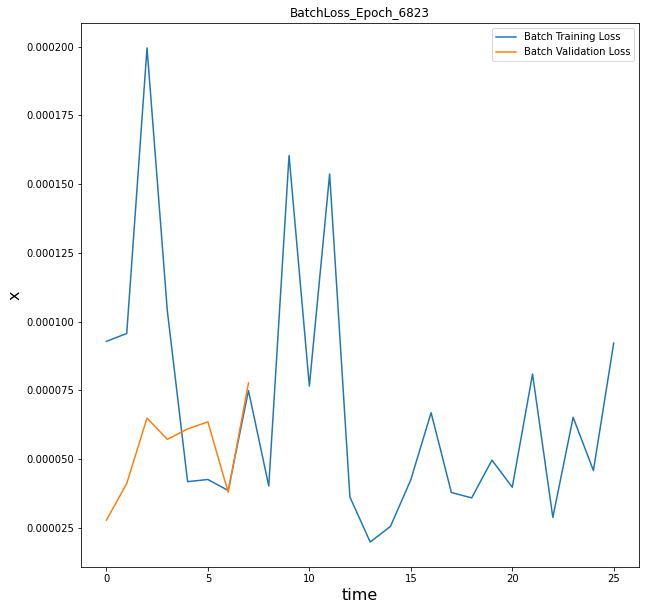 BatchLoss_Epoch_6823
Batch Training Loss
Batch Validation Loss
0.000200
0.000175
0.000150
0.000125
0.000100
0.000075
0.000050
0.000025
x
0 5 10 15 20 25
time